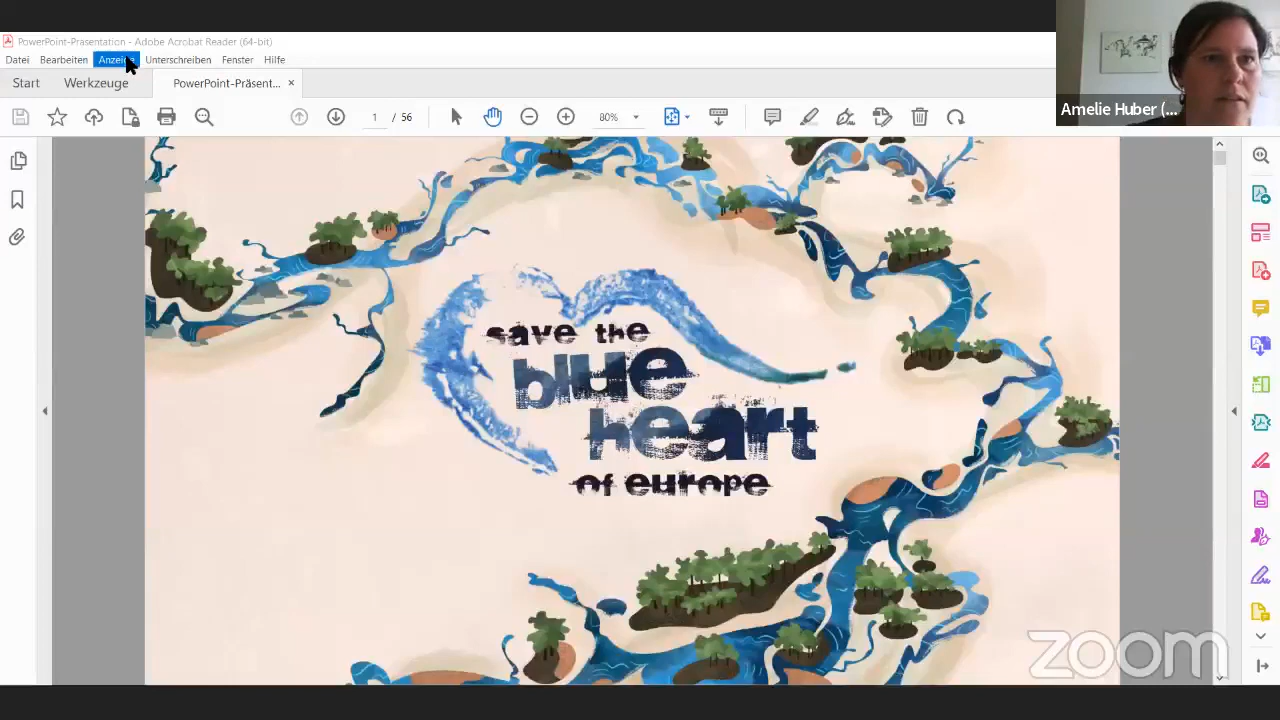 PowerPoint-Präsentation - Adobe Acrobat Reader (64-bit)
Datei Bearbeiten Anzeige Unterschreiben Fenster Hilfe
Start Werkzeuge PowerPoint-Präsent... ×
1 / 56 80%
Amelie Huber (...
save the
blue
heart
of europe
zoom